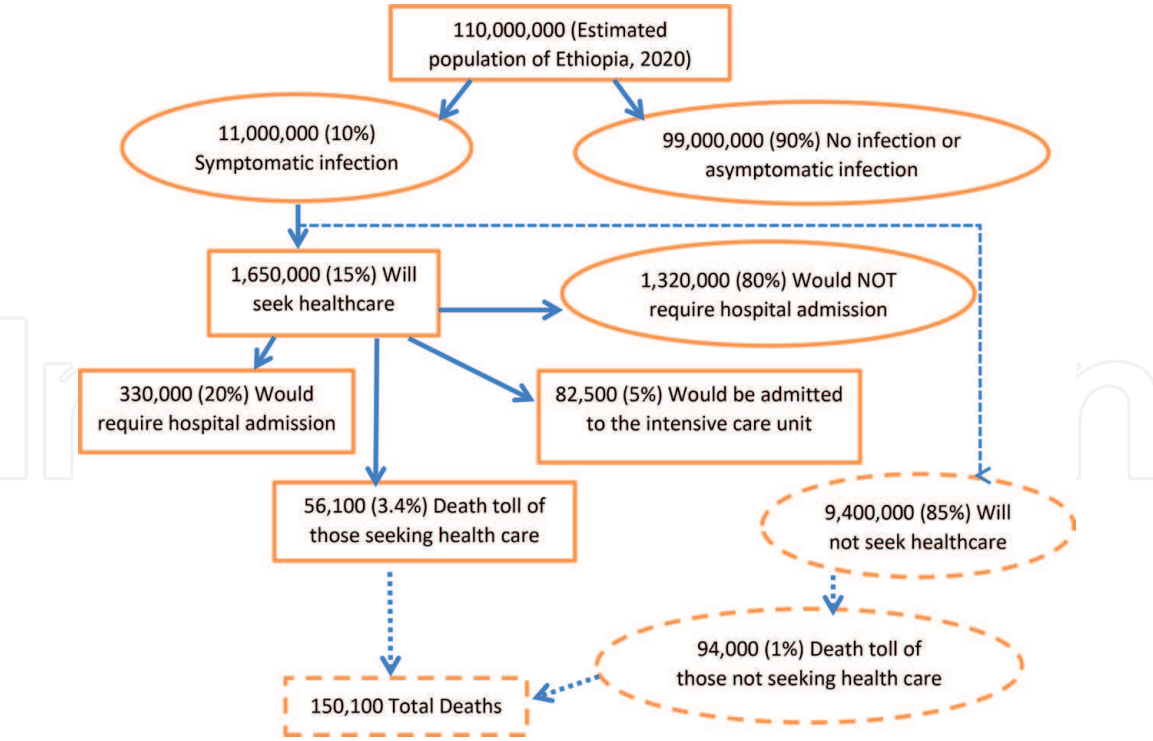 110,000,000 (Estimated
population of Ethiopia, 2020)
11,000,000 (10%)
Symptomatic infection
99,000,000 (90%) No infection or
asymptomatic infection
1,650,000 (15%) Will
seek healthcare
1,320,000 (80%) Would NOT
require hospital admission
330,000 (20%) Would
require hospital admission
82,500 (5%) Would be admitted
to the intensive care unit
56,100 (3.4%) Death toll of
those seeking health care
9,400,000 (85%) Will
not seek healthcare
94,000 (1%) Death toll of
those not seeking health care
150,100 Total Deaths